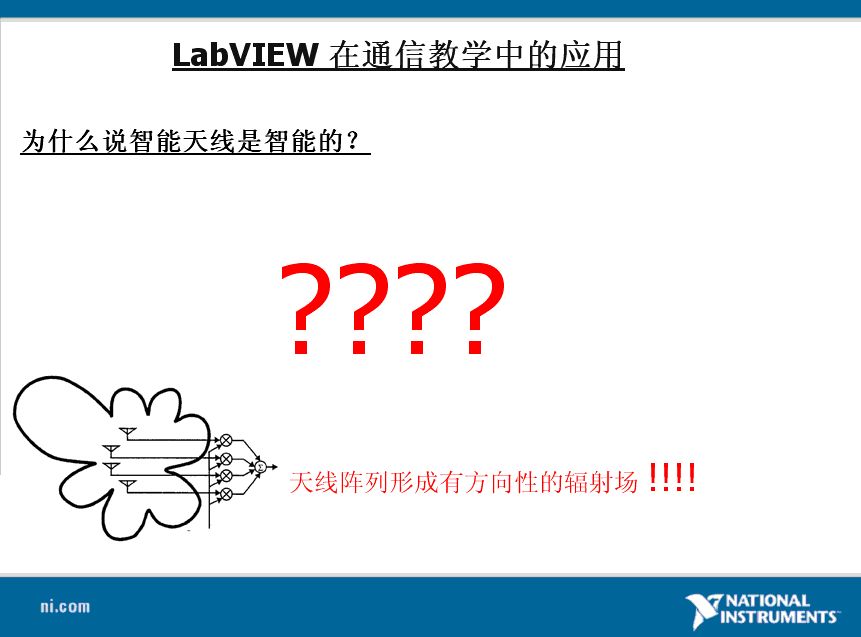 LabVIEW 在通信教学中的应用
为什么说智能天线是智能的？
????
Σ
天线阵列形成有方向性的辐射场 !!!!
ni.com
NATIONAL
INSTRUMENTS